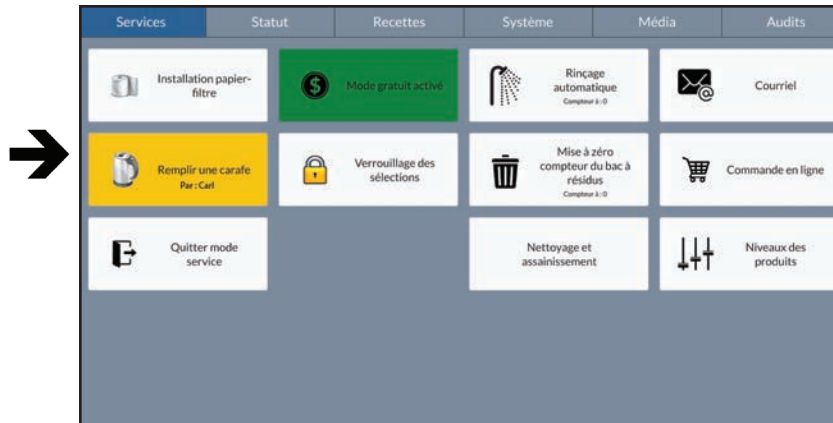 Services
Statut
Recettes
Système
Média
Audits
Installation papier-
filtre
Mode gratuit activé
Rinçage
automatique
Compteur à : 0
Courriel
Remplir une carafe
Par : Carl
Verrouillage des
sélections
Mise à zéro
compteur du bac à
résidus
Compteur à : 0
Commande en ligne
Quitter mode
service
Nettoyage et
assainissement
Niveaux des
produits